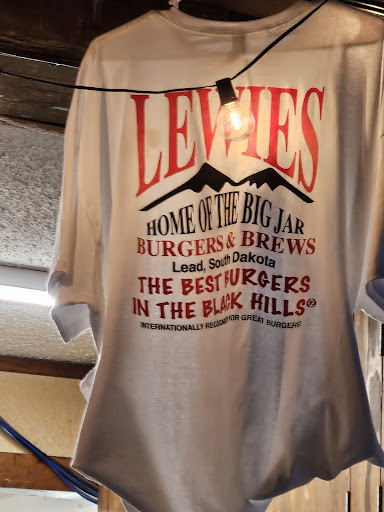 LEWIES
HOME OF THE BIG JAR
BURGERS & BREWS
Lead, South Dakota
THE BEST BURGERS
IN THE BLACK HILLS®
INTERNATIONALLY RECOGNIZED FOR GREAT BURGERS!